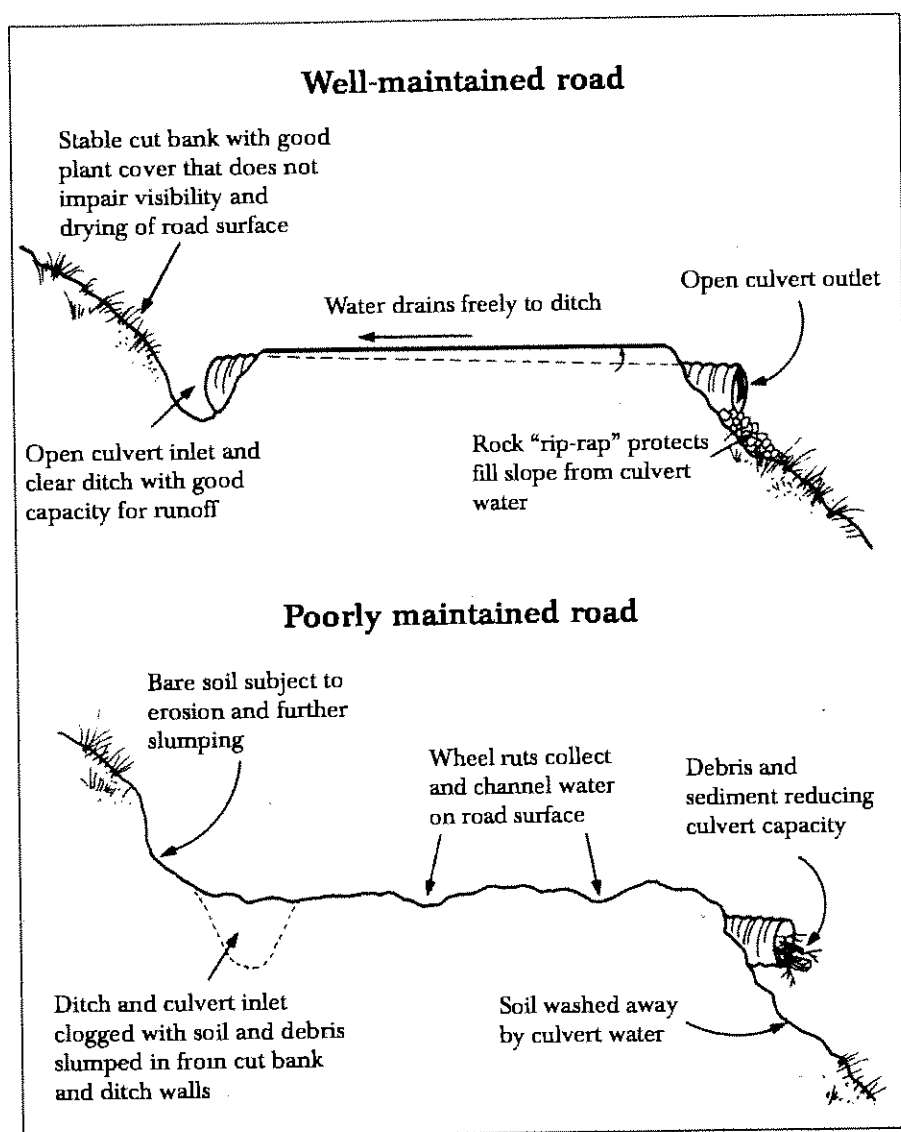 Well-maintained road
Stable cut bank with good
plant cover that does not
impair visibility and
drying of road surface
Water drains freely to ditch
Open culvert outlet
Open culvert inlet and
clear ditch with good
capacity for runoff
Rock “rip-rap” protects
fill slope from culvert
water
Poorly maintained road
Bare soil subject to
erosion and further
slumping
Wheel ruts collect
and channel water
on road surface
Debris and
sediment reducing
culvert capacity
Ditch and culvert inlet
clogged with soil and debris
slumped in from cut bank
and ditch walls
Soil washed away
by culvert water